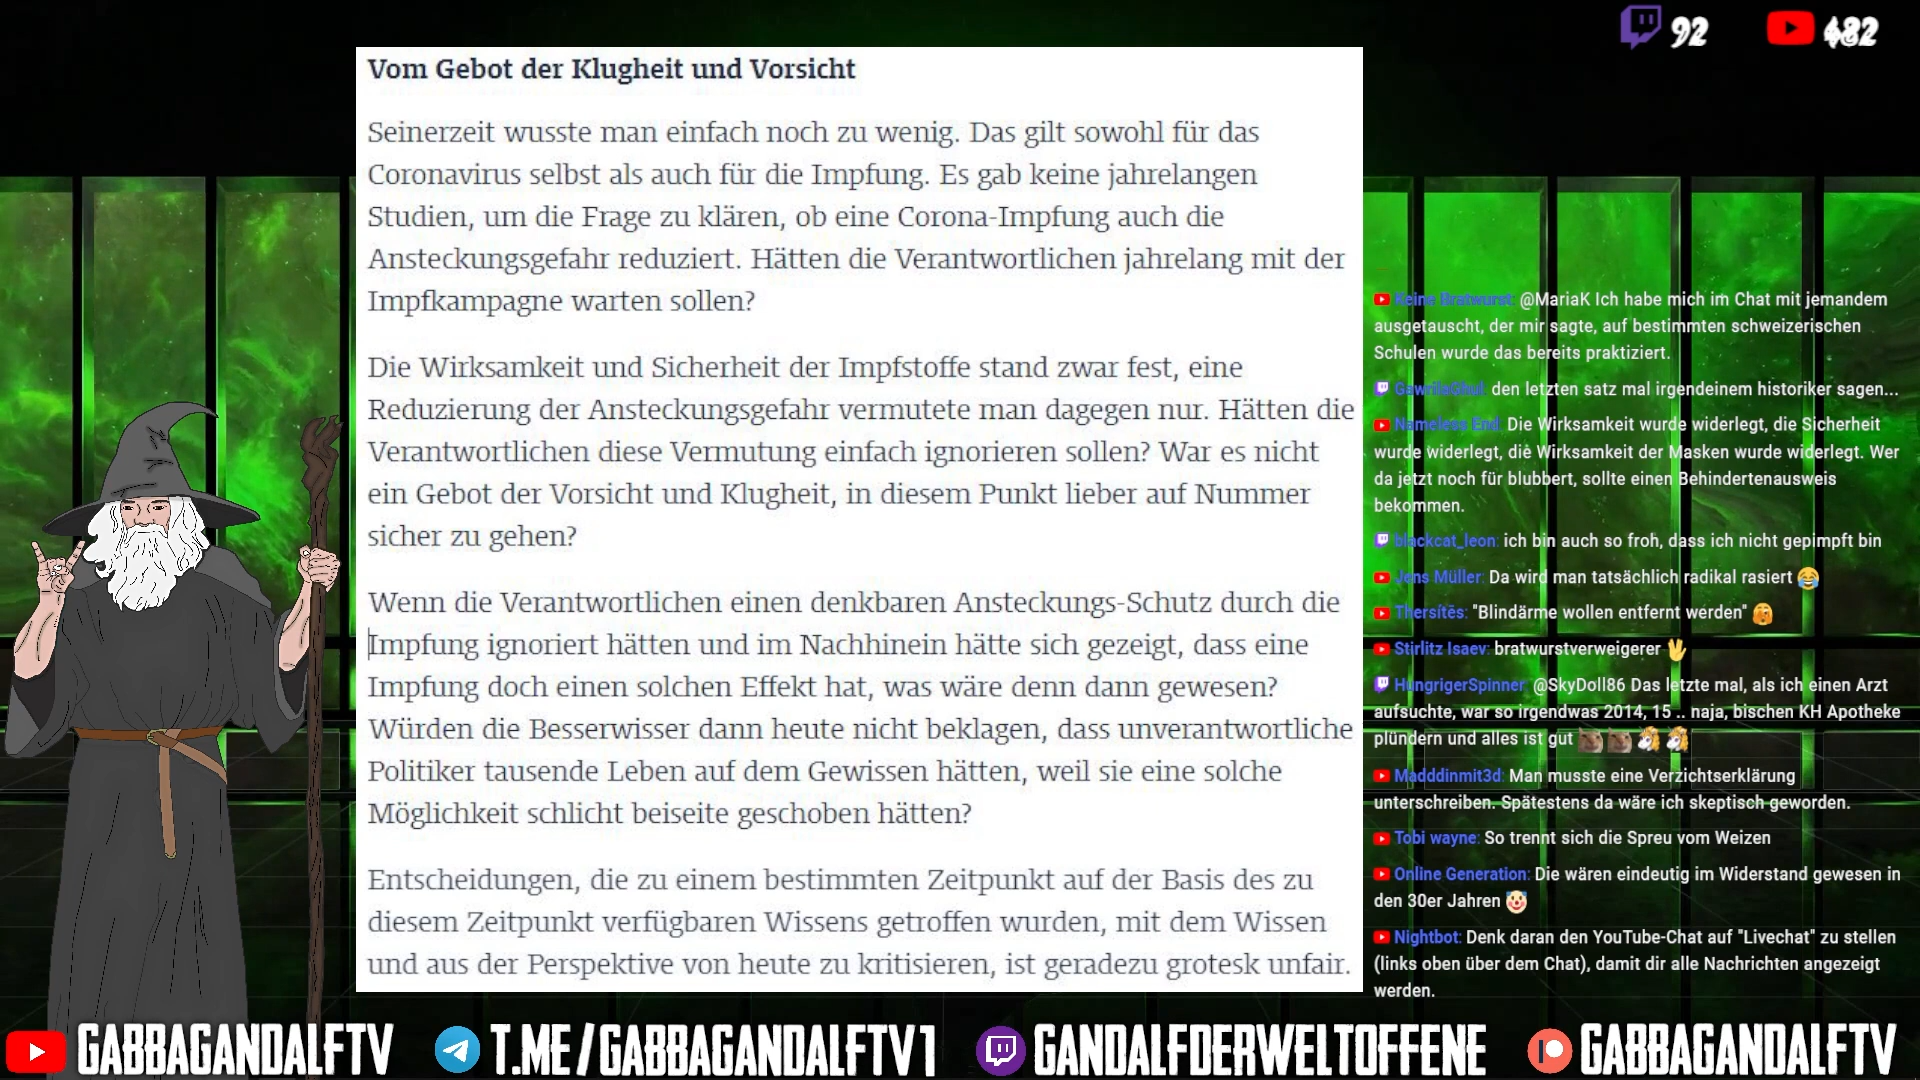 92
482
Vom Gebot der Klugheit und Vorsicht
Seinerzeit wusste man einfach noch zu wenig. Das gilt sowohl für das
Coronavirus selbst als auch für die Impfung. Es gab keine jahrelangen
Studien, um die Frage zu klären, ob eine Corona-Impfung auch die
Ansteckungsgefahr reduziert. Hätten die Verantwortlichen jahrelang mit der
Impfkampagne warten sollen?
Die Wirksamkeit und Sicherheit der Impfstoffe stand zwar fest, eine
Reduzierung der Ansteckungsgefahr vermutete man dagegen nur. Hätten die
Verantwortlichen diese Vermutung einfach ignorieren sollen? War es nicht
ein Gebot der Vorsicht und Klugheit, in diesem Punkt lieber auf Nummer
sicher zu gehen?
Wenn die Verantwortlichen einen denkbaren Ansteckungs-Schutz durch die
Impfung ignoriert hätten und im Nachhinein hätte sich gezeigt, dass eine
Impfung doch einen solchen Effekt hat, was wäre denn dann gewesen?
Würden die Besserwisser dann heute nicht beklagen, dass unverantwortliche
Politiker tausende Leben auf dem Gewissen hätten, weil sie eine solche
Möglichkeit schlicht beiseite geschoben hätten?
Entscheidungen, die zu einem bestimmten Zeitpunkt auf der Basis des zu
diesem Zeitpunkt verfügbaren Wissens getroffen wurden, mit dem Wissen
und aus der Perspektive von heute zu kritisieren, ist geradezu grotesk unfair.
Keine Bratwurst: @MariaK Ich habe mich im Chat mit jemandem
ausgetauscht, der mir sagte, auf bestimmten schweizerischen
Schulen wurde das bereits praktiziert.
den letzten satz mal irgendeinem historiker sagen...
Nameless End: Die Wirksamkeit wurde widerlegt, die Sicherheit
wurde widerlegt, die Wirksamkeit der Masken wurde widerlegt. Wer
da jetzt noch für blubbert, sollte einen Behindertenausweis
bekommen.
blackcat_leon: ich bin auch so froh, dass ich nicht gepimpft bin
Jens Müller: Da wird man tatsächlich radikal rasiert 😂
Thersítēs: "Blindärme wollen entfernt werden" 🤗
Stirlitz Isaev: bratwurstverweigerer 🖖
HungrigerSpinner: @SkyDoll86 Das letzte mal, als ich einen Arzt
aufsuchte, war so irgendwas 2014, 15 .. naja, bischen KH Apotheke
plündern und alles ist gut
Madddinmit3d: Man musste eine Verzichtserklärung
unterschreiben. Spätestens da wäre ich skeptisch geworden.
Tobi wayne: So trennt sich die Spreu vom Weizen
Online Generation: Die wären eindeutig im Widerstand gewesen in
den 30er Jahren 🤡
Nightbot: Denk daran den YouTube-Chat auf "Livechat" zu stellen
(links oben über dem Chat), damit dir alle Nachrichten angezeigt
werden.
GABBAGANDALFTV T.ME/GABBAGANDALFTV1 GANDALFDERWELTOFFENE GABBAGANDALFTV